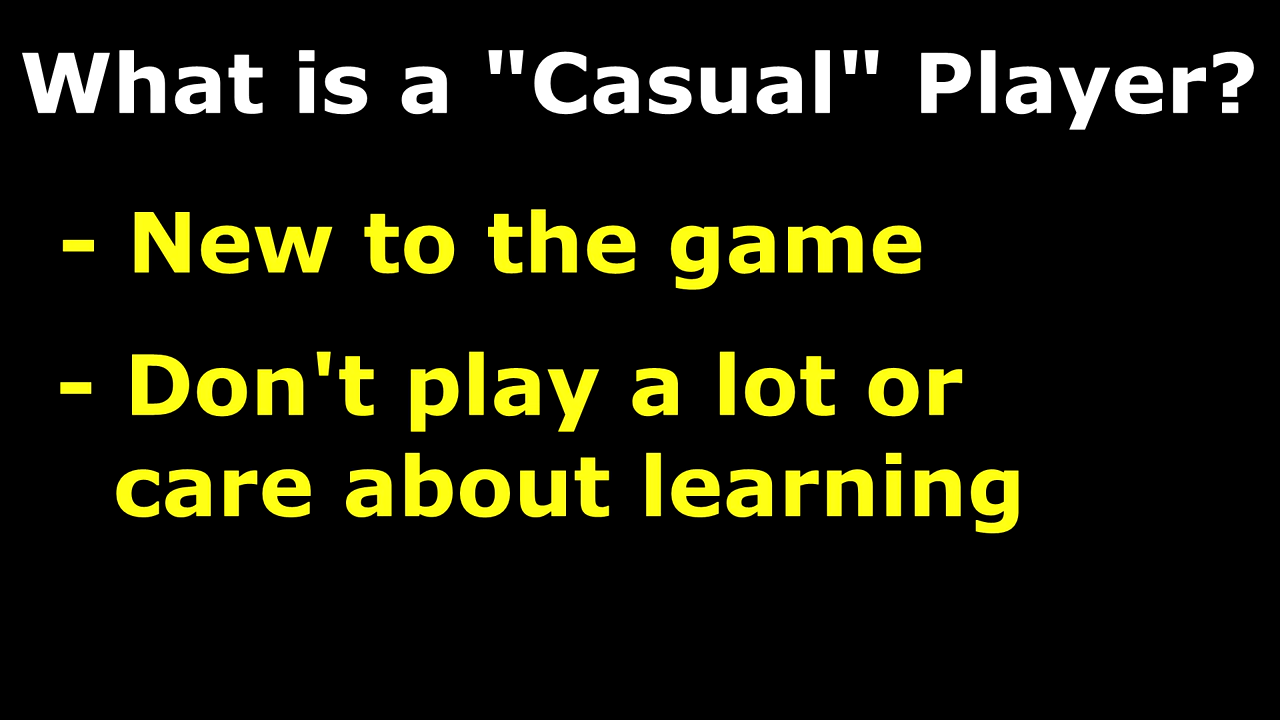 What is a "Casual" Player?
- New to the game
- Don't play a lot or
care about learning